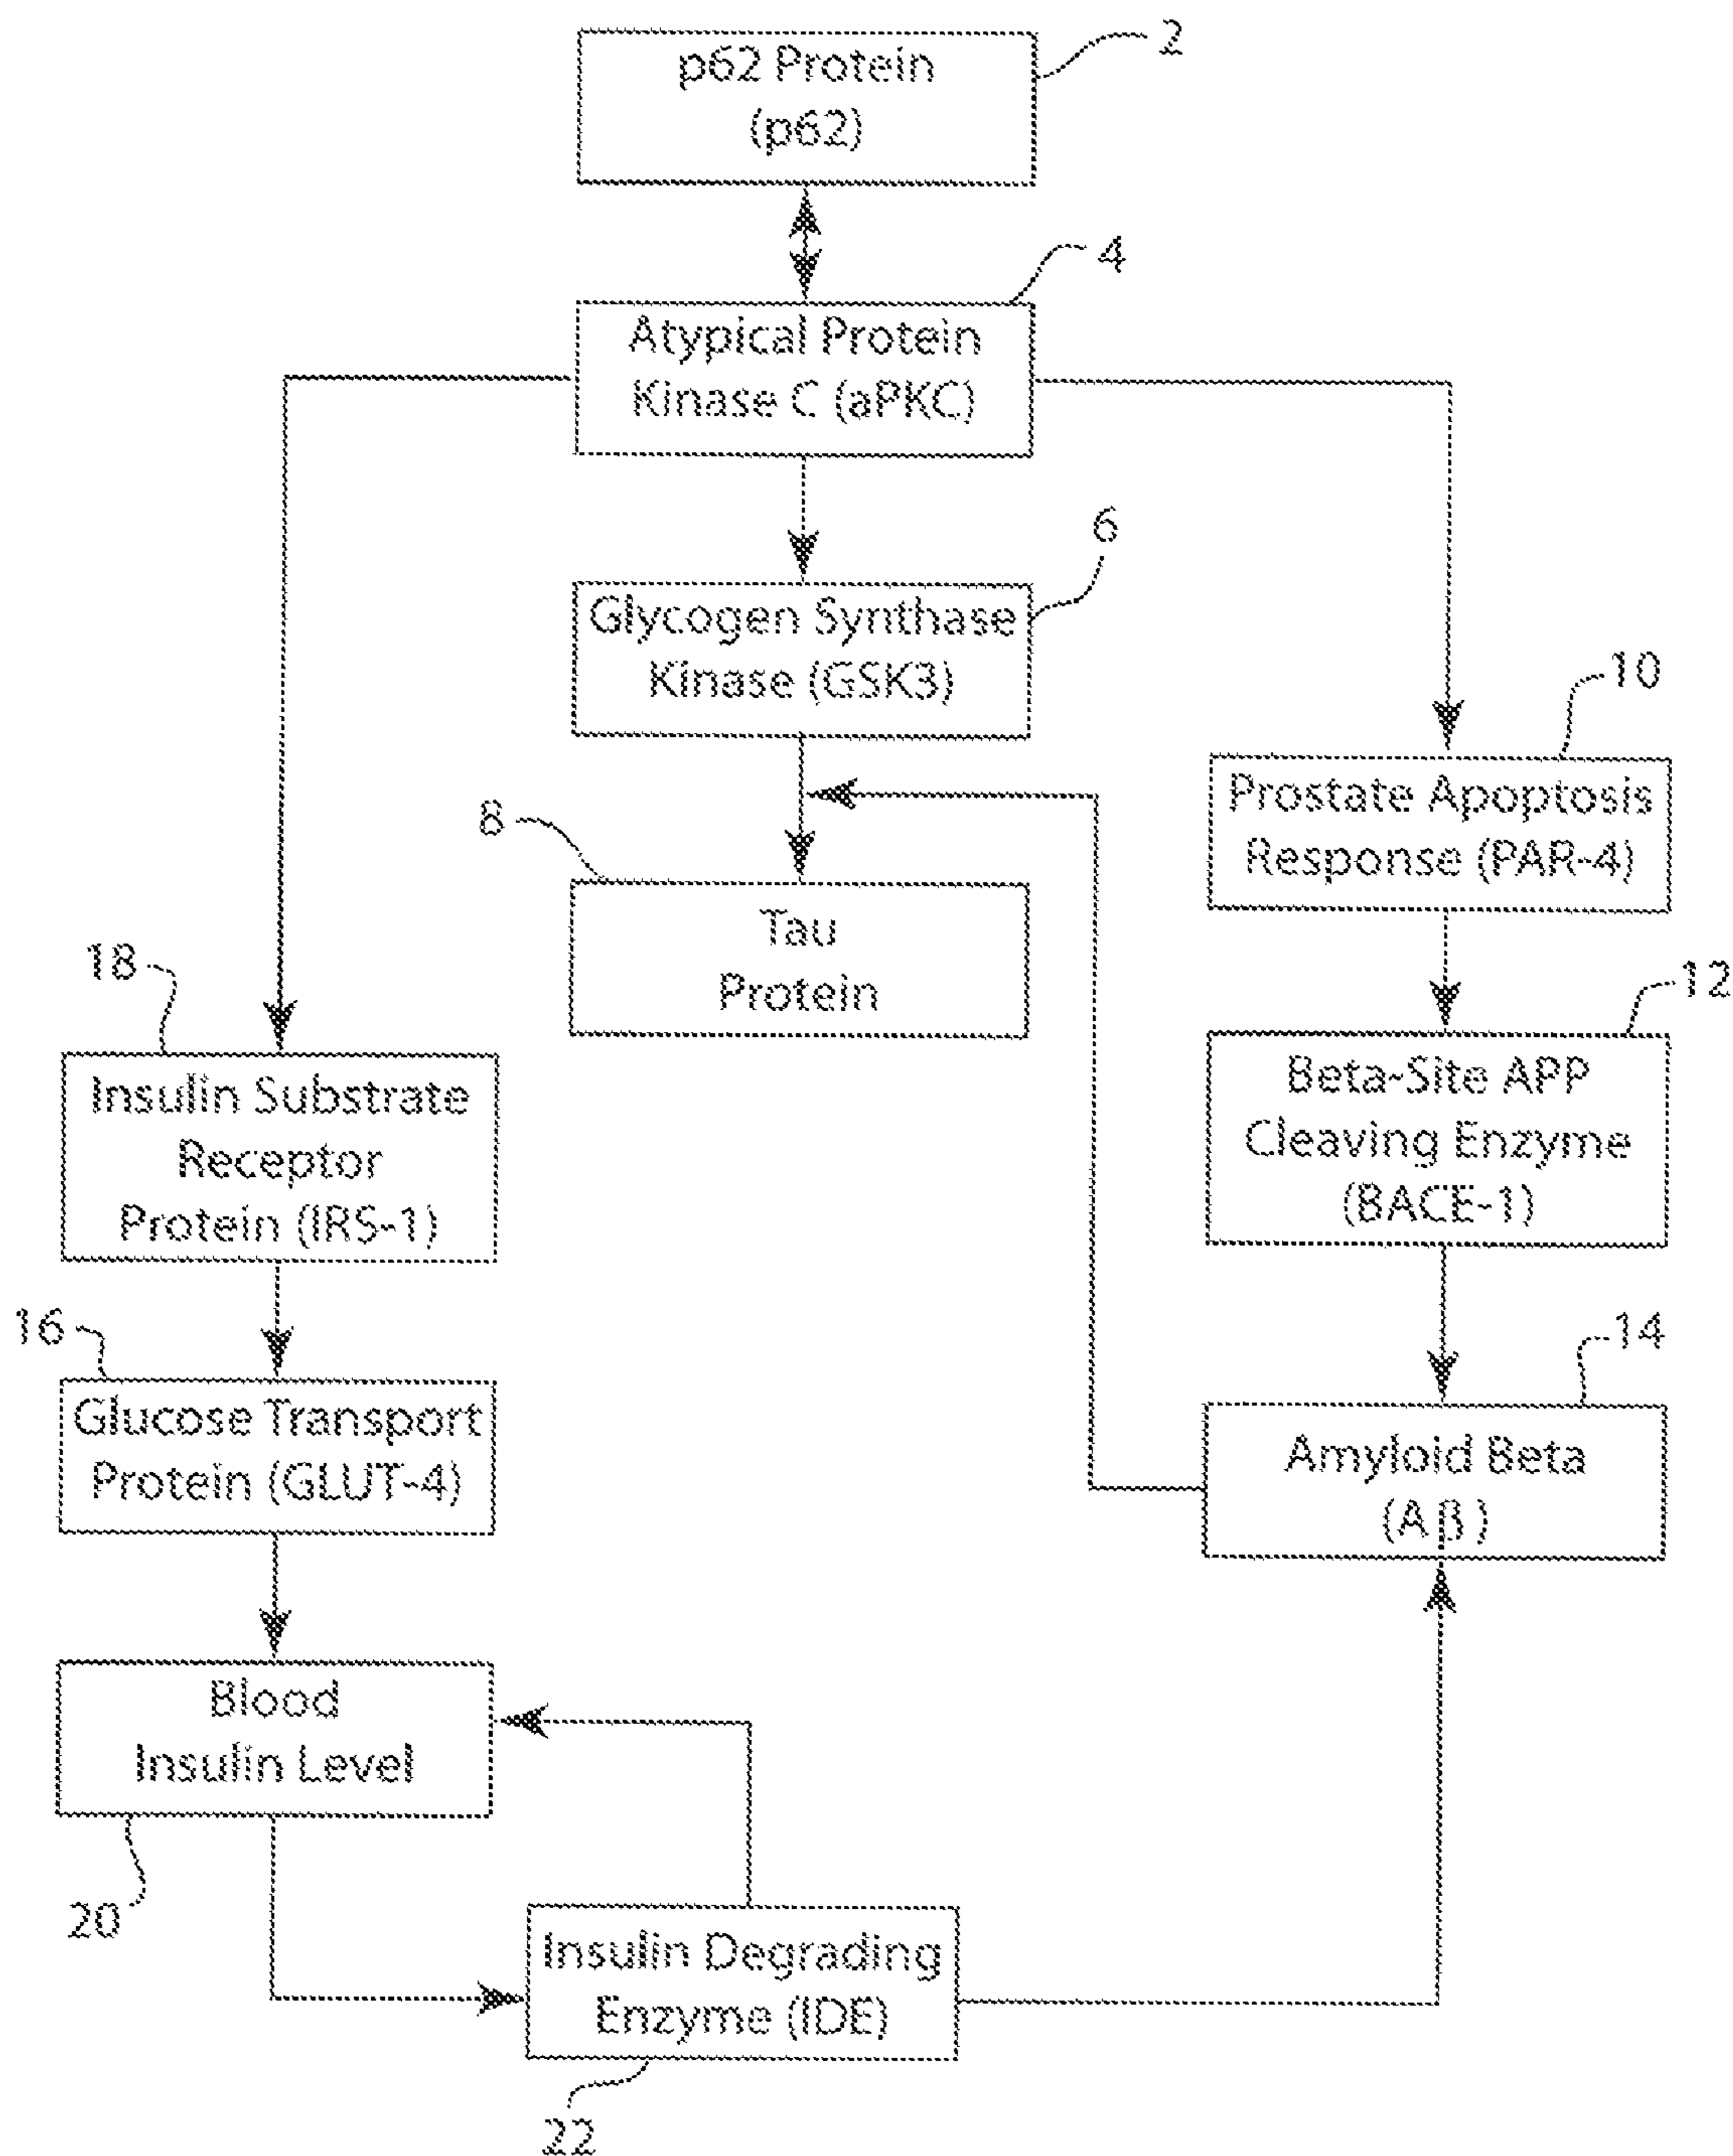 2
p62 Protein
(p62)
4
Atypical Protein
Kinase C (aPKC)
6
Glycogen Synthase
Kinase (GSK3)
10
Prostate Apoptosis
Response (PAR-4)
8
Tau
Protein
18
Insulin Substrate
Receptor
Protein (IRS-1)
12
Beta-Site APP
Cleaving Enzyme
(BACE-1)
16
Glucose Transport
Protein (GLUT-4)
14
Amyloid Beta
(Aβ)
Blood
Insulin Level
20
Insulin Degrading
Enzyme (IDE)
22